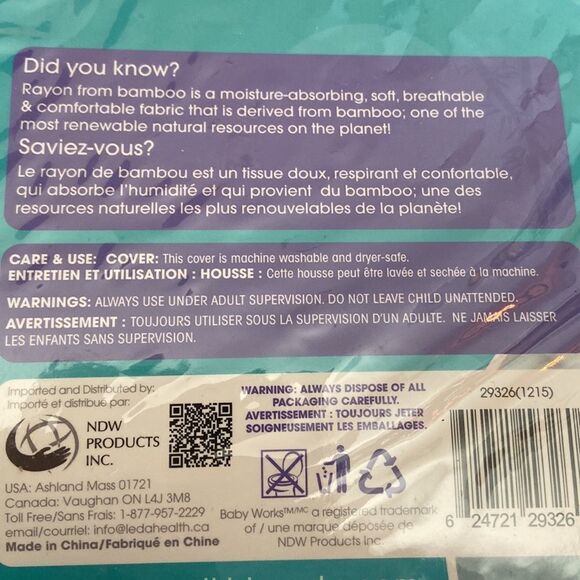 Did you know?
Rayon from bamboo is a moisture-absorbing, soft, breathable
& comfortable fabric that is derived from bamboo; one of the
most renewable natural resources on the planet!
Saviez-vous?
Le rayon de bambou est un tissue doux, respirant et confortable,
qui absorbe l'humidité et qui provient du bamboo; une des
resources naturelles les plus renouvelables de la planète!
CARE & USE: COVER: This cover is machine washable and dryer-safe.
ENTRETIEN ET UTILISATION : HOUSSE : Cette housse peut être lavée et sechée à la machine.
WARNINGS: ALWAYS USE UNDER ADULT SUPERVISION. DO NOT LEAVE CHILD UNATTENDED.
AVERTISSEMENT : TOUJOURS UTILISER SOUS LA SUPERVISION D'UN ADULTE. NE JAMAIS LAISSER
LES ENFANTS SANS SUPERVISION.
Imported and Distributed by:
Importé et distribué par:
NDW
PRODUCTS
INC.
USA: Ashland Mass 01721
Canada: Vaughan ON L4J 3M8
Toll Free/Sans Frais: 1-877-957-2229
email/courriel: info@ledahealth.ca
Made in China/Fabriqué en Chine
WARNING: ALWAYS DISPOSE OF ALL
PACKAGING CAREFULLY.
AVERTISSEMENT : TOUJOURS JETER
SOIGNEUSEMENT LES EMBALLAGES.
Baby Works™/MC a registered trademark
of / une marque déposée de
NDW Products Inc.
29326(1215)
6 24721 29326